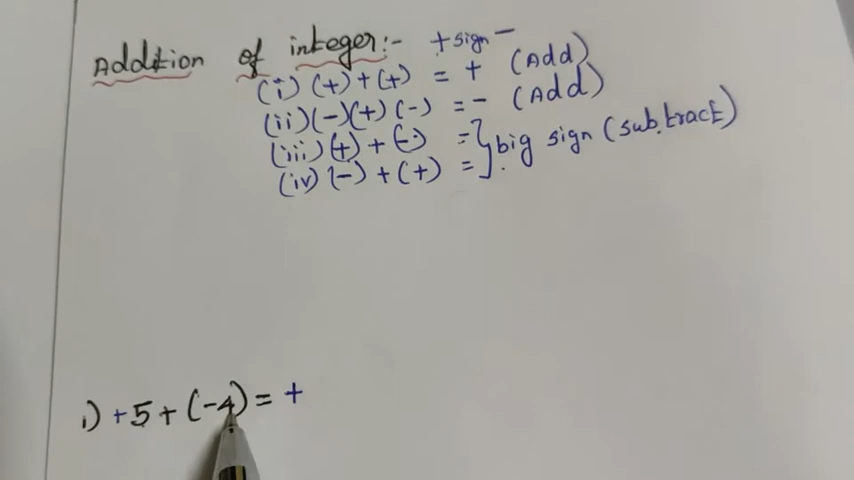 Addition of integer:- +sign -
(i) (+) + (+) = + (Add)
(ii) (-) (+) (-) = - (Add)
(iii) (+) + (-) =
(iv) (-) + (+) = } big sign (subtract)
i) +5 + (-4) = +